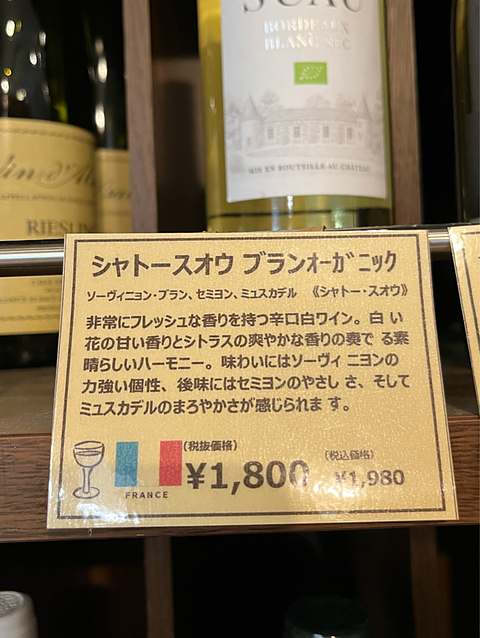 BORDEAUX
BLANC SEC
MIS EN BOUTEILLE AU CHÂTEAU
RIESLIN
シャトースオウ ブランオーガニック
ソーヴィニヨン・ブラン、セミヨン、ミュスカデル 《シャトー・スオウ》
非常にフレッシュな香りを持つ辛口白ワイン。白 い
花の甘い香りとシトラスの爽やかな香りの奏で る素
晴らしいハーモニー。味わいにはソーヴィ ニヨンの
力強い個性、後味にはセミヨンのやさし さ、そして
ミュスカデルのまろやかさが感じられま す。
(税抜価格)
¥1,800
(税込価格)
¥1,980
FRANCE